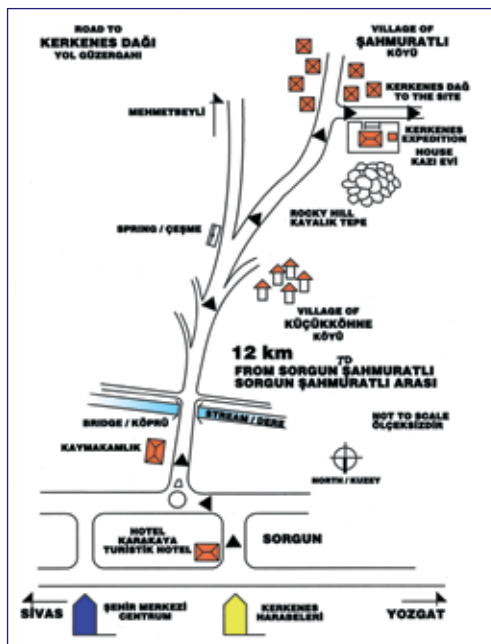 ROAD TO
KERKENES DAĞI
YOL GÜZERGAHI
VILLAGE OF
ŞAHMURATLI
KÖYÜ
MEHMETBEYLİ
KERKENES DAĞ
TO THE SITE
KERKENES
EXPEDITION
HOUSE
KAZI EVİ
ROCKY HILL
KAYALIK TEPE
SPRING / ÇEŞME
VILLAGE OF
KÜÇÜKKÖHNE
KÖYÜ
12 km
TO
FROM SORGUN ŞAHMURATLI
SORGUN ŞAHMURATLI ARASI
BRIDGE / KÖPRÜ
STREAM / DERE
NOT TO SCALE
ÖLÇEKSİZDİR
KAYMAKAMLIK
NORTH / KUZEY
HOTEL
KARAKAYA
TURİSTİK HOTEL
SORGUN
SİVAS
ŞEHİR MERKEZİ
CENTRUM
KERKENES
HARABELERİ
YOZGAT